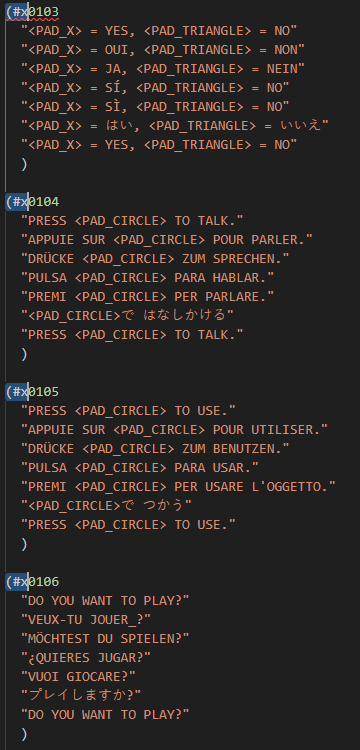 (#x0103
"<PAD_X> = YES, <PAD_TRIANGLE> = NO"
"<PAD_X> = OUI, <PAD_TRIANGLE> = NON"
"<PAD_X> = JA, <PAD_TRIANGLE> = NEIN"
"<PAD_X> = SÍ, <PAD_TRIANGLE> = NO"
"<PAD_X> = SÌ, <PAD_TRIANGLE> = NO"
"<PAD_X> = はい, <PAD_TRIANGLE> = いいえ"
"<PAD_X> = YES, <PAD_TRIANGLE> = NO"
)
(#x0104
"PRESS <PAD_CIRCLE> TO TALK."
"APPUIE SUR <PAD_CIRCLE> POUR PARLER."
"DRÜCKE <PAD_CIRCLE> ZUM SPRECHEN."
"PULSA <PAD_CIRCLE> PARA HABLAR."
"PREMI <PAD_CIRCLE> PER PARLARE."
"<PAD_CIRCLE>で はなしかける"
"PRESS <PAD_CIRCLE> TO TALK."
)
(#x0105
"PRESS <PAD_CIRCLE> TO USE."
"APPUIE SUR <PAD_CIRCLE> POUR UTILISER."
"DRÜCKE <PAD_CIRCLE> ZUM BENUTZEN."
"PULSA <PAD_CIRCLE> PARA USAR."
"PREMI <PAD_CIRCLE> PER USARE L'OGGETTO."
"<PAD_CIRCLE>で つかう"
"PRESS <PAD_CIRCLE> TO USE."
)
(#x0106
"DO YOU WANT TO PLAY?"
"VEUX-TU JOUER_?"
"MÖCHTEST DU SPIELEN?"
"¿QUIERES JUGAR?"
"VUOI GIOCARE?"
"プレイしますか?"
"DO YOU WANT TO PLAY?"
)